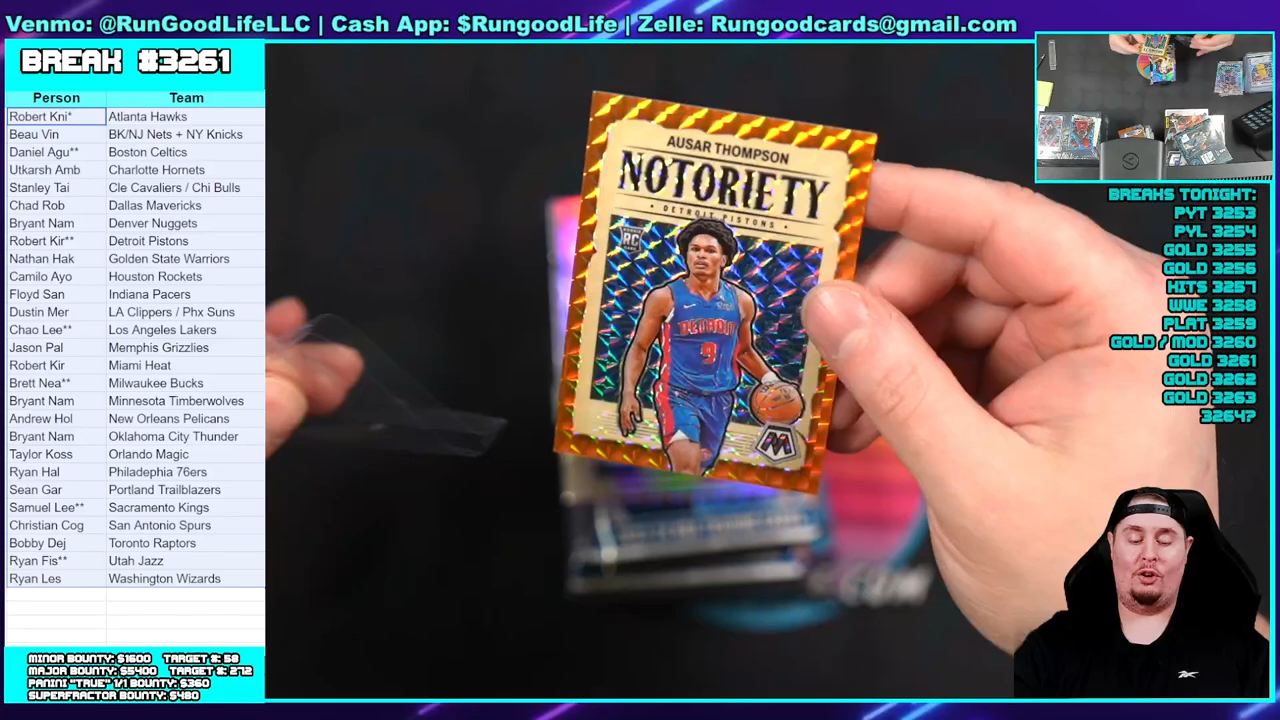 Venmo: @RunGoodLifeLLC | Cash App: $RungoodLife | Zelle: Rungoodcards@gmail.com
BREAK #3261
Person Team
Robert Kni* Atlanta Hawks
Beau Vin BK/NJ Nets + NY Knicks
Daniel Agu** Boston Celtics
Utkarsh Amb Charlotte Hornets
Stanley Tai Cle Cavaliers / Chi Bulls
Chad Rob Dallas Mavericks
Bryant Nam Denver Nuggets
Robert Kir** Detroit Pistons
Nathan Hak Golden State Warriors
Camilo Ayo Houston Rockets
Floyd San Indiana Pacers
Dustin Mer LA Clippers / Phx Suns
Chao Lee** Los Angeles Lakers
Jason Pal Memphis Grizzlies
Robert Kir Miami Heat
Brett Nea** Milwaukee Bucks
Bryant Nam Minnesota Timberwolves
Andrew Hol New Orleans Pelicans
Bryant Nam Oklahoma City Thunder
Taylor Koss Orlando Magic
Ryan Hal Philadephia 76ers
Sean Gar Portland Trailblazers
Samuel Lee** Sacramento Kings
Christian Cog San Antonio Spurs
Bobby Dej Toronto Raptors
Ryan Fis** Utah Jazz
Ryan Les Washington Wizards
MINOR BOUNTY: $1600 TARGET #: 58
MAJOR BOUNTY: $5400 TARGET #: 272
PANINI "TRUE" 1/1 BOUNTY: $360
SUPERFRACTOR BOUNTY: $480
AUSAR THOMPSON
NOTORIETY
DETROIT PISTONS
RC
DETROIT
9
BREAKS TONIGHT:
PYT 3253
PYL 3254
GOLD 3255
GOLD 3256
HITS 3257
WWE 3258
PLAT 3259
GOLD / MOD 3260
GOLD 3261
GOLD 3262
GOLD 3263
3264?